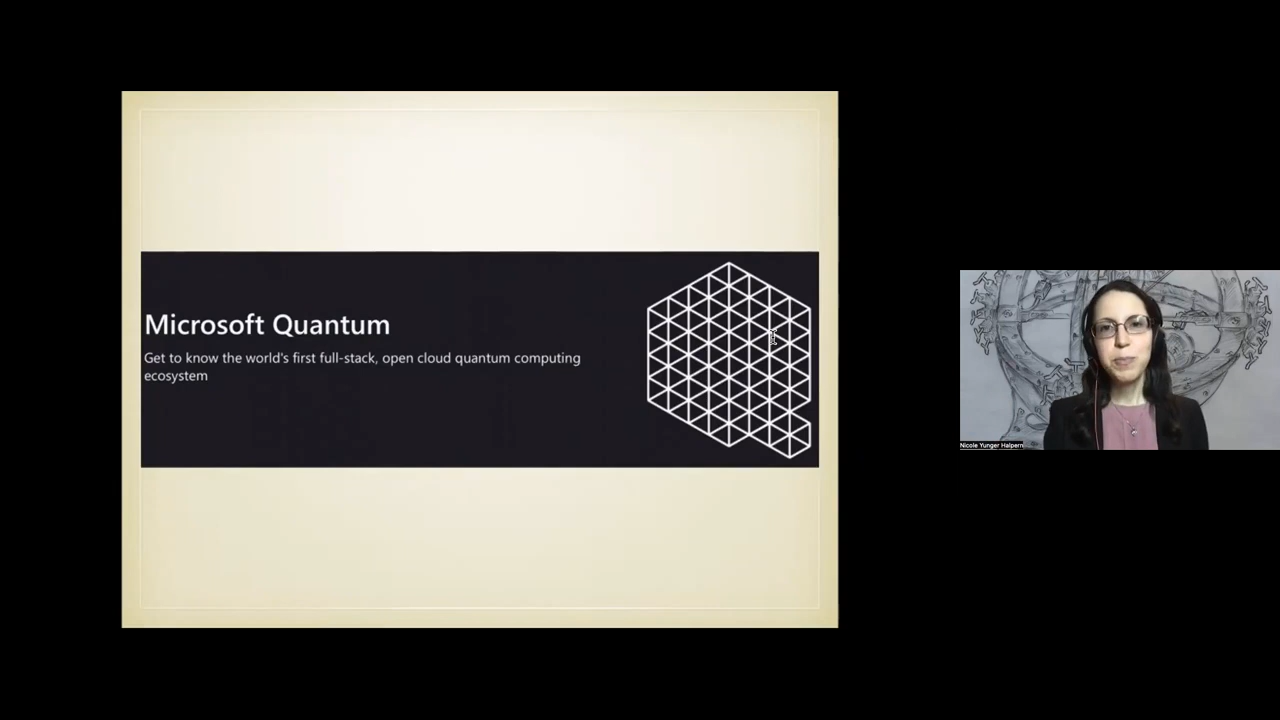 Microsoft Quantum
Get to know the world's first full-stack, open cloud quantum computing
ecosystem
Nicole Yunger Halpern